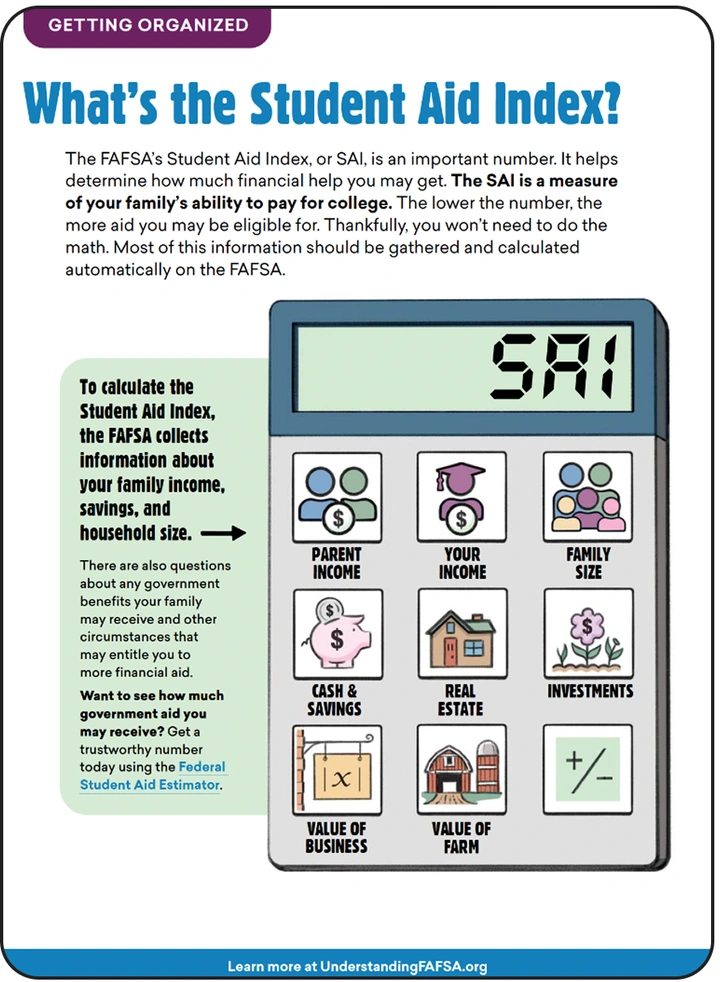 GETTING ORGANIZED
What's the Student Aid Index?
The FAFSA's Student Aid Index, or SAI, is an important number. It helps
determine how much financial help you may get. The SAI is a measure
of your family's ability to pay for college. The lower the number, the
more aid you may be eligible for. Thankfully, you won't need to do the
math. Most of this information should be gathered and calculated
automatically on the FAFSA.
SAI
To calculate the
Student Aid Index,
the FAFSA collects
information about
your family income,
savings, and
household size.
There are also questions
about any government
benefits your family
may receive and other
circumstances that
may entitle you to
more financial aid.
Want to see how much
government aid you
may receive? Get a
trustworthy number
today using the Federal
Student Aid Estimator.
$
PARENT
INCOME
$
YOUR
INCOME
FAMILY
SIZE
$
$
CASH &
SAVINGS
REAL
ESTATE
$
INVESTMENTS
x
VALUE OF
BUSINESS
VALUE OF
FARM
+/-
Learn more at UnderstandingFAFSA.org